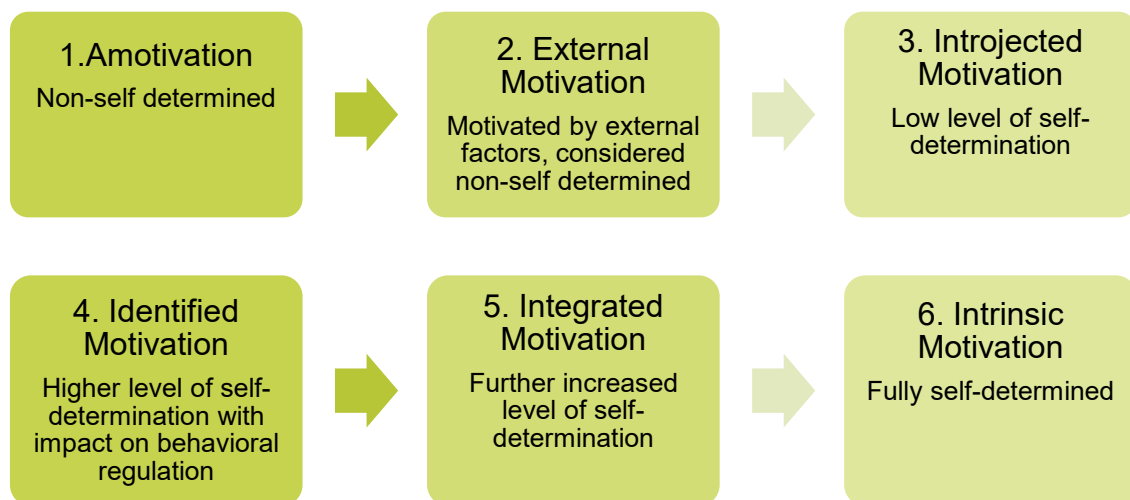 1.Amotivation
Non-self determined
2. External
Motivation
Motivated by external
factors, considered
non-self determined
3. Introjected
Motivation
Low level of self-
determination
4. Identified
Motivation
Higher level of self-
determination with
impact on behavioral
regulation
5. Integrated
Motivation
Further increased
level of self-
determination
6. Intrinsic
Motivation
Fully self-determined